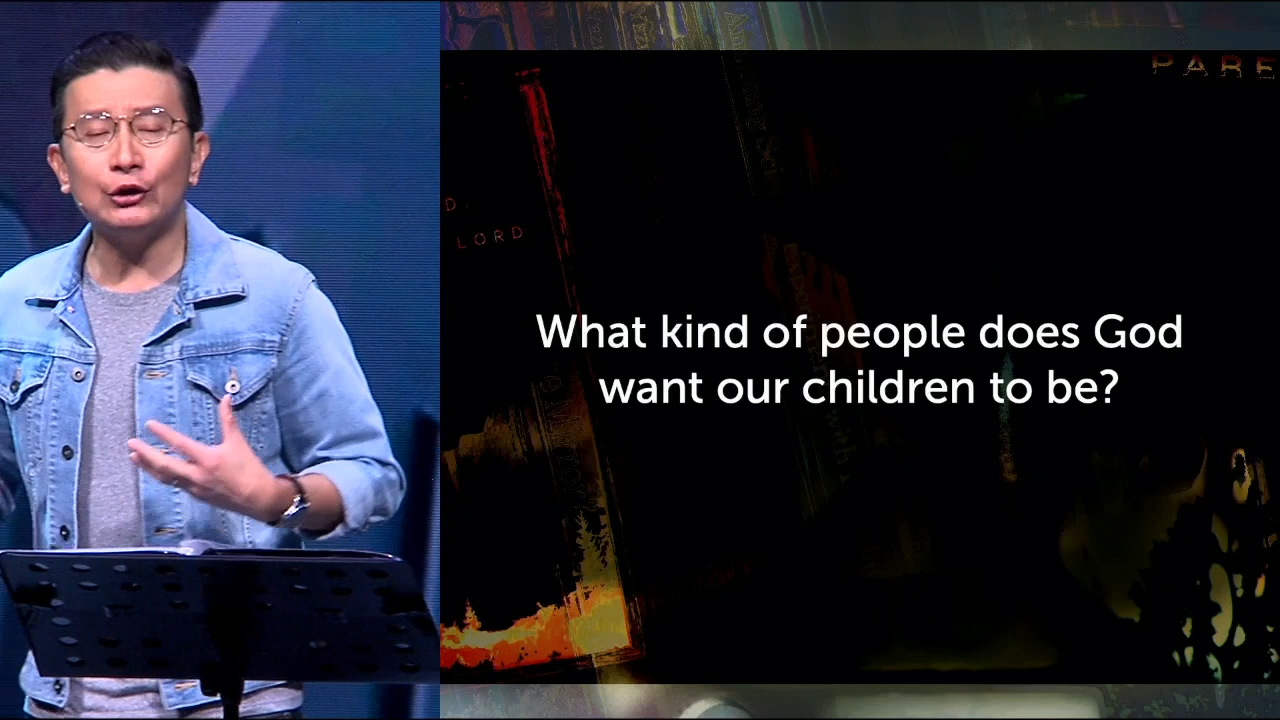 PARE
D.
LORD
What kind of people does God
want our children to be?